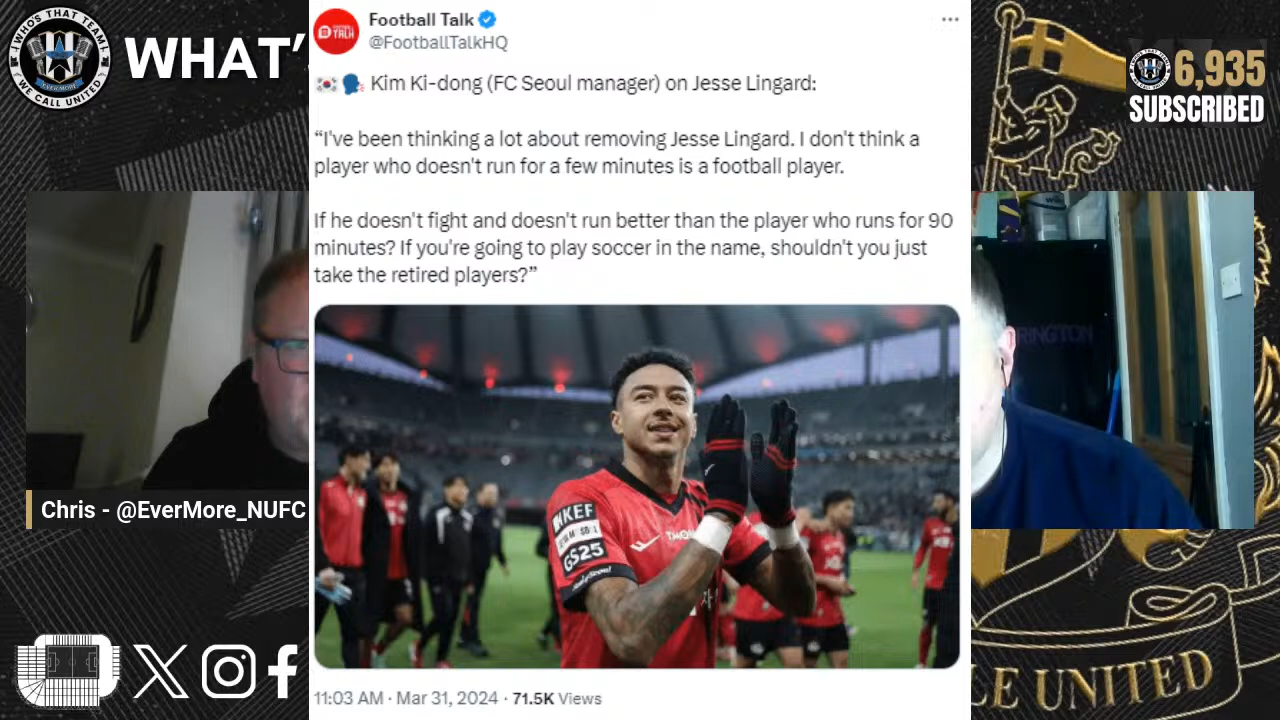 WHO'S THAT TEAM
EVERMORE
WE CALL UNITED
WHAT'
Football Talk
@FootballTalkHQ
Kim Ki-dong (FC Seoul manager) on Jesse Lingard:
“I've been thinking a lot about removing Jesse Lingard. I don't think a
player who doesn't run for a few minutes is a football player.
If he doesn't fight and doesn't run better than the player who runs for 90
minutes? If you're going to play soccer in the name, shouldn't you just
take the retired players?”
6,935
SUBSCRIBED
RINGTON
Chris - @EverMore_NUFC
GS25
11:03 AM · Mar 31, 2024 · 71.5K Views
LE UNITED